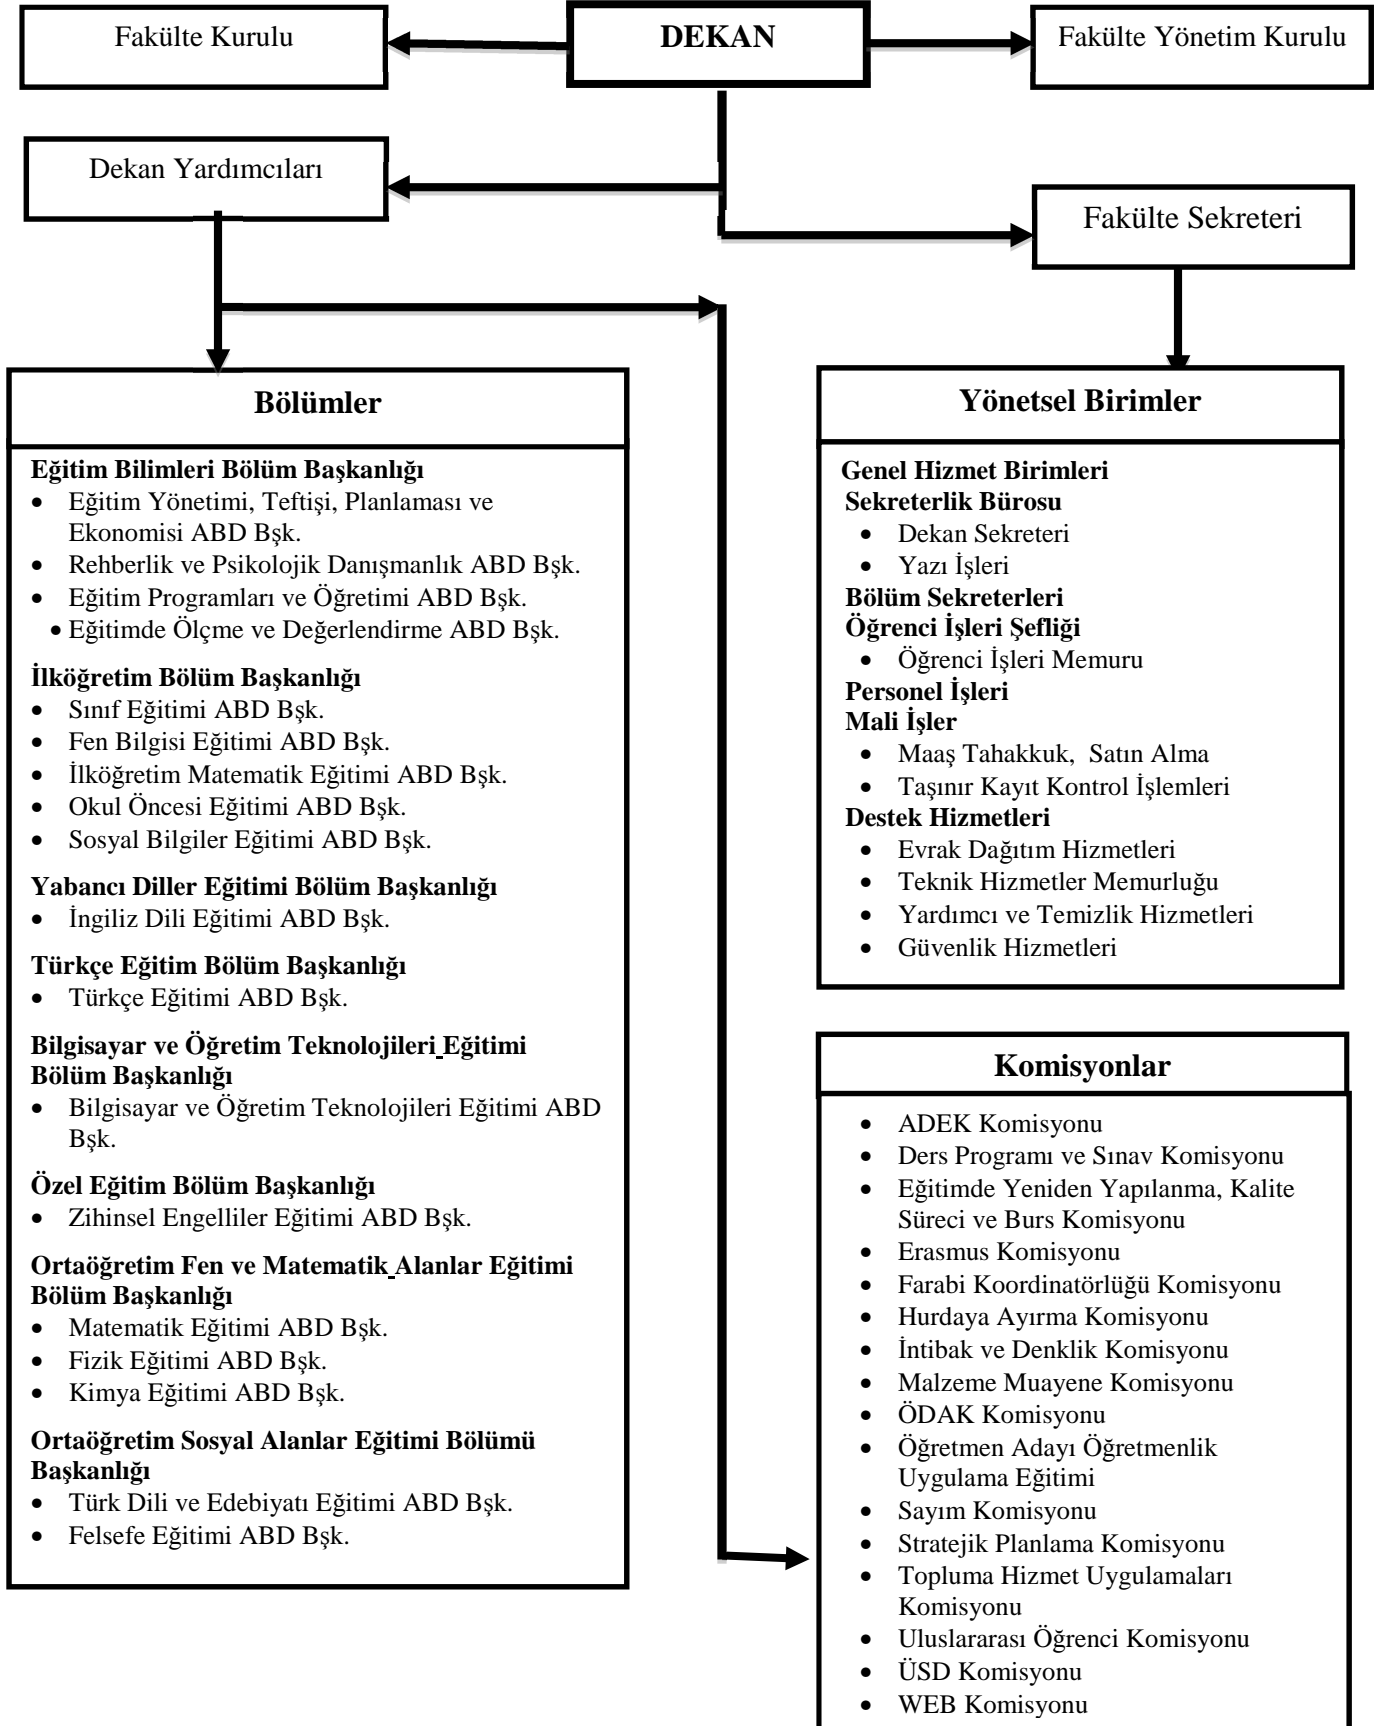 Fakülte Kurulu
DEKAN
Fakülte Yönetim Kurulu
Dekan Yardımcıları
Fakülte Sekreteri
Bölümler
Eğitim Bilimleri Bölüm Başkanlığı
• Eğitim Yönetimi, Teftişi, Planlaması ve
Ekonomisi ABD Bşk.
• Rehberlik ve Psikolojik Danışmanlık ABD Bşk.
• Eğitim Programları ve Öğretimi ABD Bşk.
• Eğitimde Ölçme ve Değerlendirme ABD Bşk.
İlköğretim Bölüm Başkanlığı
• Sınıf Eğitimi ABD Bşk.
• Fen Bilgisi Eğitimi ABD Bşk.
• İlköğretim Matematik Eğitimi ABD Bşk.
• Okul Öncesi Eğitimi ABD Bşk.
• Sosyal Bilgiler Eğitimi ABD Bşk.
Yabancı Diller Eğitimi Bölüm Başkanlığı
• İngiliz Dili Eğitimi ABD Bşk.
Türkçe Eğitim Bölüm Başkanlığı
• Türkçe Eğitimi ABD Bşk.
Bilgisayar ve Öğretim Teknolojileri Eğitimi
Bölüm Başkanlığı
• Bilgisayar ve Öğretim Teknolojileri Eğitimi ABD
Bşk.
Özel Eğitim Bölüm Başkanlığı
• Zihinsel Engelliler Eğitimi ABD Bşk.
Ortaöğretim Fen ve Matematik Alanlar Eğitimi
Bölüm Başkanlığı
• Matematik Eğitimi ABD Bşk.
• Fizik Eğitimi ABD Bşk.
• Kimya Eğitimi ABD Bşk.
Ortaöğretim Sosyal Alanlar Eğitimi Bölümü
Başkanlığı
• Türk Dili ve Edebiyatı Eğitimi ABD Bşk.
• Felsefe Eğitimi ABD Bşk.
Yönetsel Birimler
Genel Hizmet Birimleri
Sekreterlik Bürosu
• Dekan Sekreteri
• Yazı İşleri
Bölüm Sekreterleri
Öğrenci İşleri Şefliği
• Öğrenci İşleri Memuru
Personel İşleri
Mali İşler
• Maaş Tahakkuk, Satın Alma
• Taşınır Kayıt Kontrol İşlemleri
Destek Hizmetleri
• Evrak Dağıtım Hizmetleri
• Teknik Hizmetler Memurluğu
• Yardımcı ve Temizlik Hizmetleri
• Güvenlik Hizmetleri
Komisyonlar
• ADEK Komisyonu
• Ders Programı ve Sınav Komisyonu
• Eğitimde Yeniden Yapılanma, Kalite
Süreci ve Burs Komisyonu
• Erasmus Komisyonu
• Farabi Koordinatörlüğü Komisyonu
• Hurdaya Ayırma Komisyonu
• İntibak ve Denklik Komisyonu
• Malzeme Muayene Komisyonu
• ÖDAK Komisyonu
• Öğretmen Adayı Öğretmenlik
Uygulama Eğitimi
• Sayım Komisyonu
• Stratejik Planlama Komisyonu
• Topluma Hizmet Uygulamaları
Komisyonu
• Uluslararası Öğrenci Komisyonu
• ÜSD Komisyonu
• WEB Komisyonu